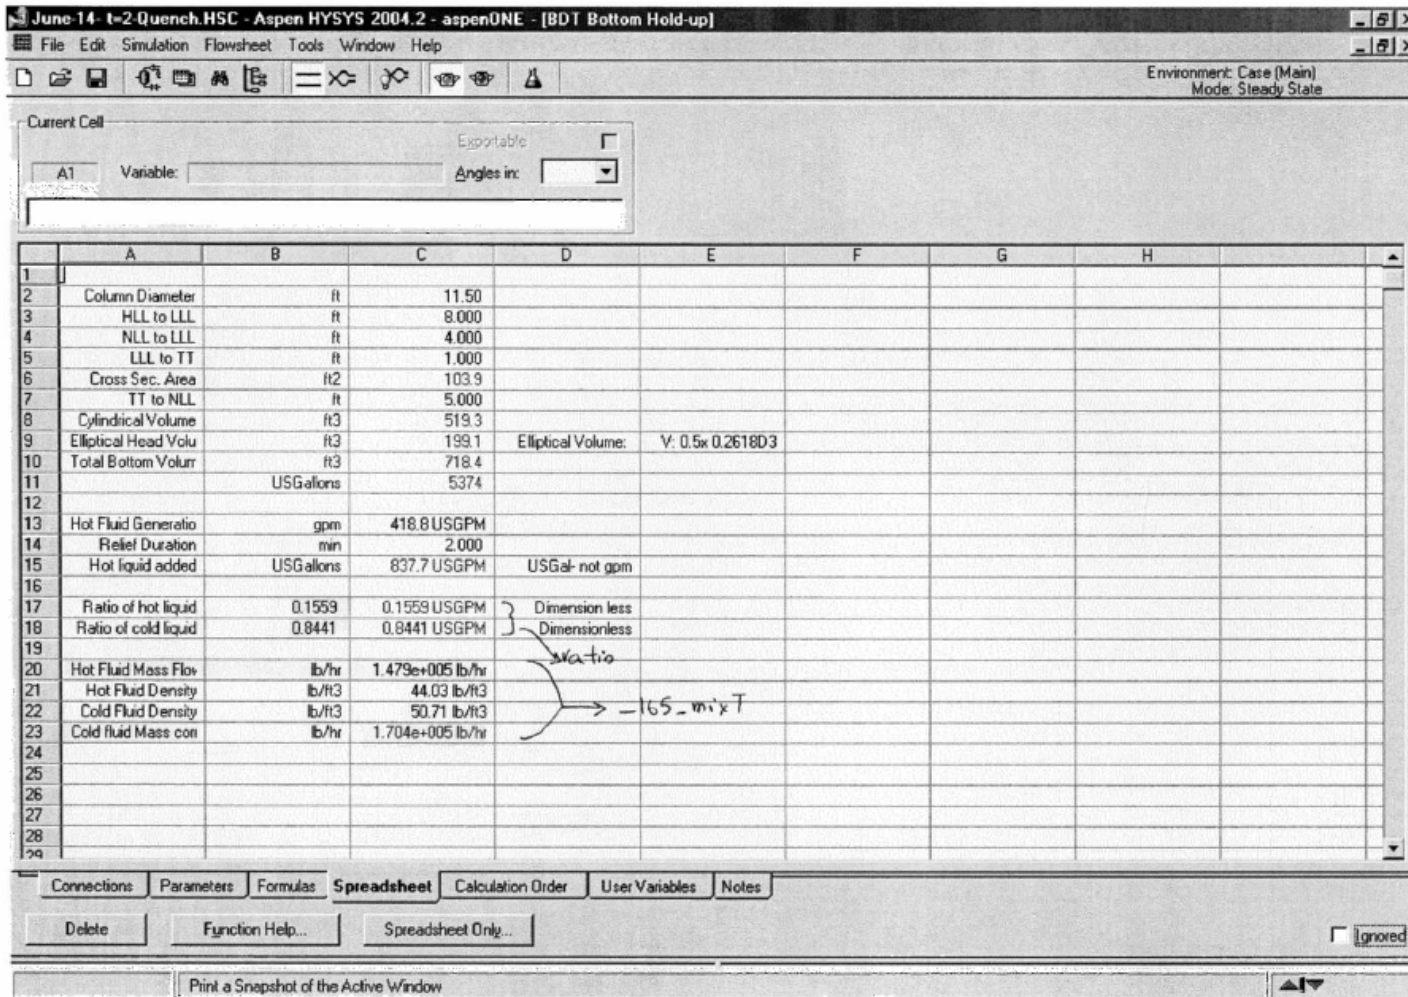 June-14- t=2-Quench.HSC - Aspen HYSYS 2004.2 - aspenONE - [BDT Bottom Hold-up]
File Edit Simulation Flowsheet Tools Window Help
Environment: Case (Main)
Mode: Steady State
Current Cell
Exportable
A1 Variable: Angles in:
A B C D E F G H
1
2 Column Diameter ft 11.50
3 HLL to LLL ft 8.000
4 NLL to LLL ft 4.000
5 LLL to TT ft 1.000
6 Cross Sec. Area ft2 103.9
7 TT to NLL ft 5.000
8 Cylindrical Volume ft3 519.3
9 Elliptical Head Volu ft3 199.1 Elliptical Volume: V: 0.5x 0.2618D3
10 Total Bottom Volurr ft3 718.4
11 USGallons 5374
12
13 Hot Fluid Generatio gpm 418.8 USGPM
14 Relief Duration min 2.000
15 Hot liquid added USGallons 837.7 USGPM USGal- not gpm
16
17 Ratio of hot liquid 0.1559 0.1559 USGPM Dimension less
18 Ratio of cold liquid 0.8441 0.8441 USGPM Dimensionless
19 ratio
20 Hot Fluid Mass Flov lb/hr 1.479e+005 lb/hr
21 Hot Fluid Density lb/ft3 44.03 lb/ft3
22 Cold Fluid Density lb/ft3 50.71 lb/ft3 _165_mixT
23 Cold fluid Mass con lb/hr 1.704e+005 lb/hr
24
25
26
27
28
29
Connections Parameters Formulas Spreadsheet Calculation Order User Variables Notes
Delete Function Help... Spreadsheet Only... Ignored
Print a Snapshot of the Active Window